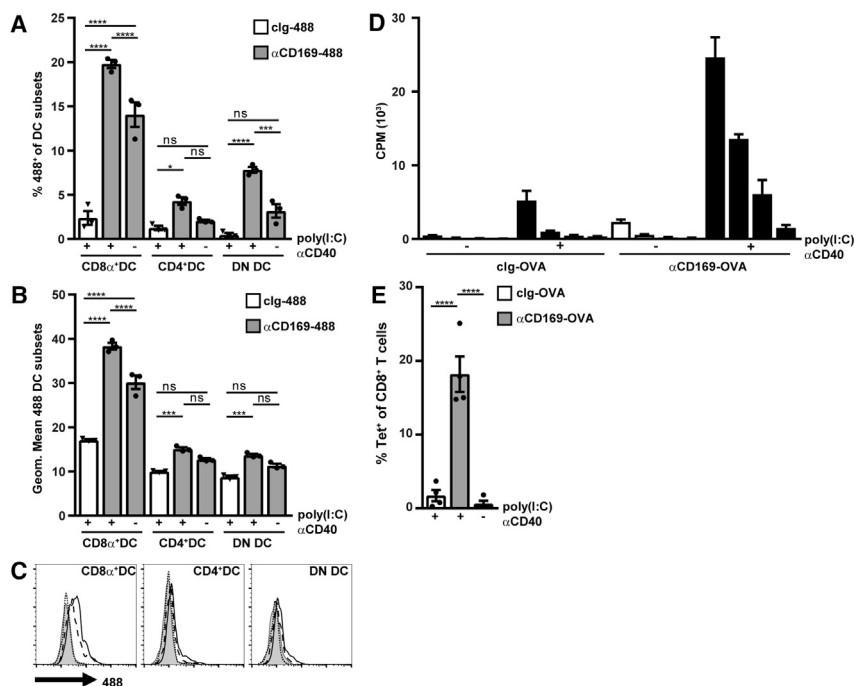 A
% 488⁺ of DC subsets
25
20
15
10
5
0
cIg-488
αCD169-488
****
****
****
ns
*
ns
ns
****
***
+ + - + + - + + -
poly(I:C)
αCD40
CD8α⁺DC CD4⁺DC DN DC
B
Geom. Mean 488 DC subsets
50
40
30
20
10
0
cIg-488
αCD169-488
****
****
****
ns
***
ns
ns
***
ns
+ + - + + - + + -
poly(I:C)
αCD40
CD8α⁺DC CD4⁺DC DN DC
C
CD8α⁺DC CD4⁺DC DN DC
488
D
CPM (10³)
30
20
10
0
- + - +
poly(I:C)
αCD40
cIg-OVA αCD169-OVA
E
% Tet⁺ of CD8⁺ T cells
30
20
10
0
cIg-OVA
αCD169-OVA
**** ****
+ + -
poly(I:C)
αCD40